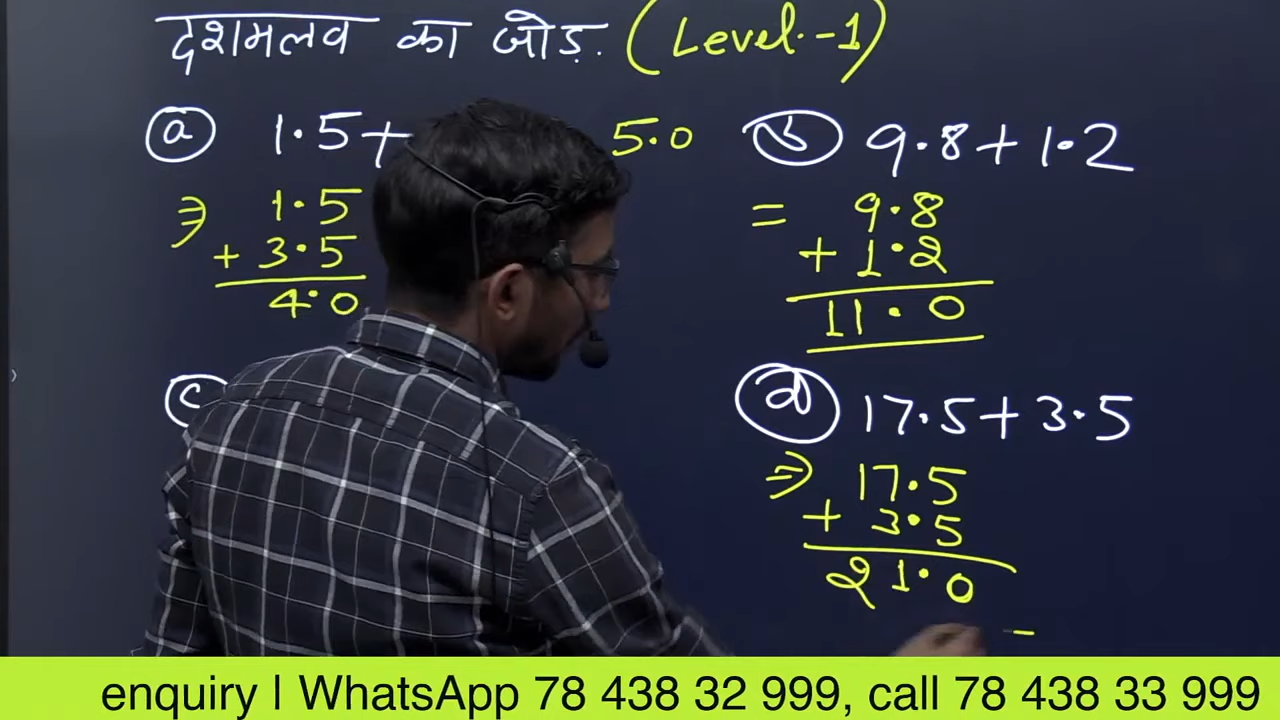 दशमलव का जोड़. (Level.-1)
(a) 1.5+ 5.0
⇒ 1.5
+ 3.5
4.0
(b) 9.8+1.2
= 9.8
+ 1.2
11.0
(c)
(d) 17.5+3.5
⇒ 17.5
+ 3.5
21.0
enquiry | WhatsApp 78 438 32 999, call 78 438 33 999